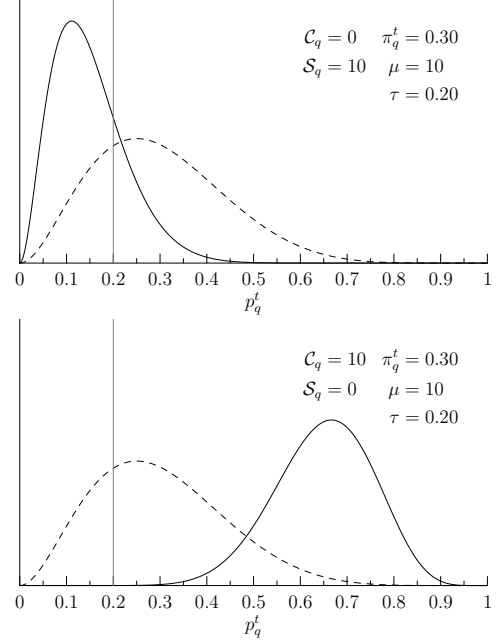 𝒞_q = 0 π_q^t = 0.30
𝒮_q = 10 μ = 10
τ = 0.20
0 0.1 0.2 0.3 0.4 0.5 0.6 0.7 0.8 0.9 1
p_q^t
𝒞_q = 10 π_q^t = 0.30
𝒮_q = 0 μ = 10
τ = 0.20
0 0.1 0.2 0.3 0.4 0.5 0.6 0.7 0.8 0.9 1
p_q^t